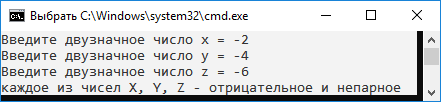 Выбрать C:\Windows\system32\cmd.exe
Введите двузначное число x = -2
Введите двузначное число y = -4
Введите двузначное число z = -6
каждое из чисел X, Y, Z - отрицательное и непарное